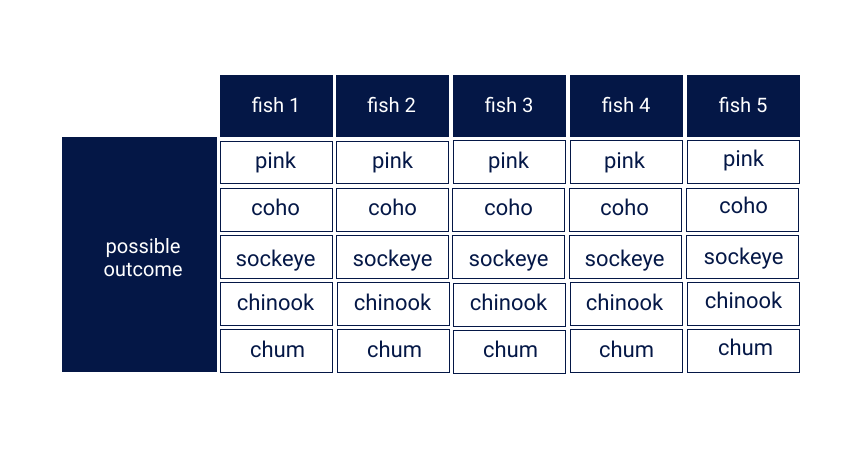 fish 1 fish 2 fish 3 fish 4 fish 5
pink pink pink pink pink
coho coho coho coho coho
possible
outcome
sockeye sockeye sockeye sockeye sockeye
chinook chinook chinook chinook chinook
chum chum chum chum chum